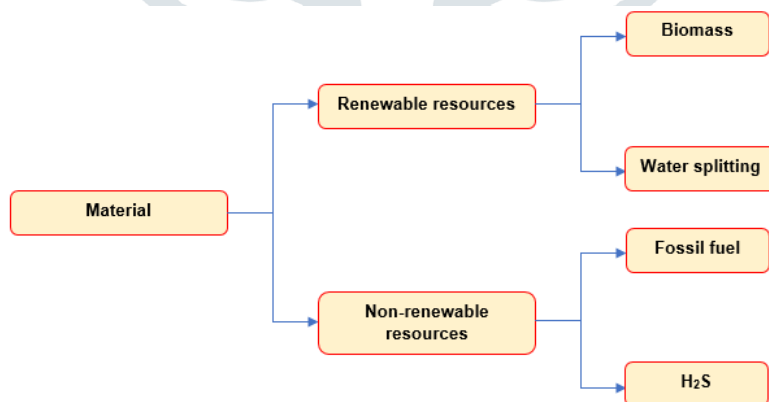 Biomass
Renewable resources
Water splitting
Material
Fossil fuel
Non-renewable
resources
H₂S